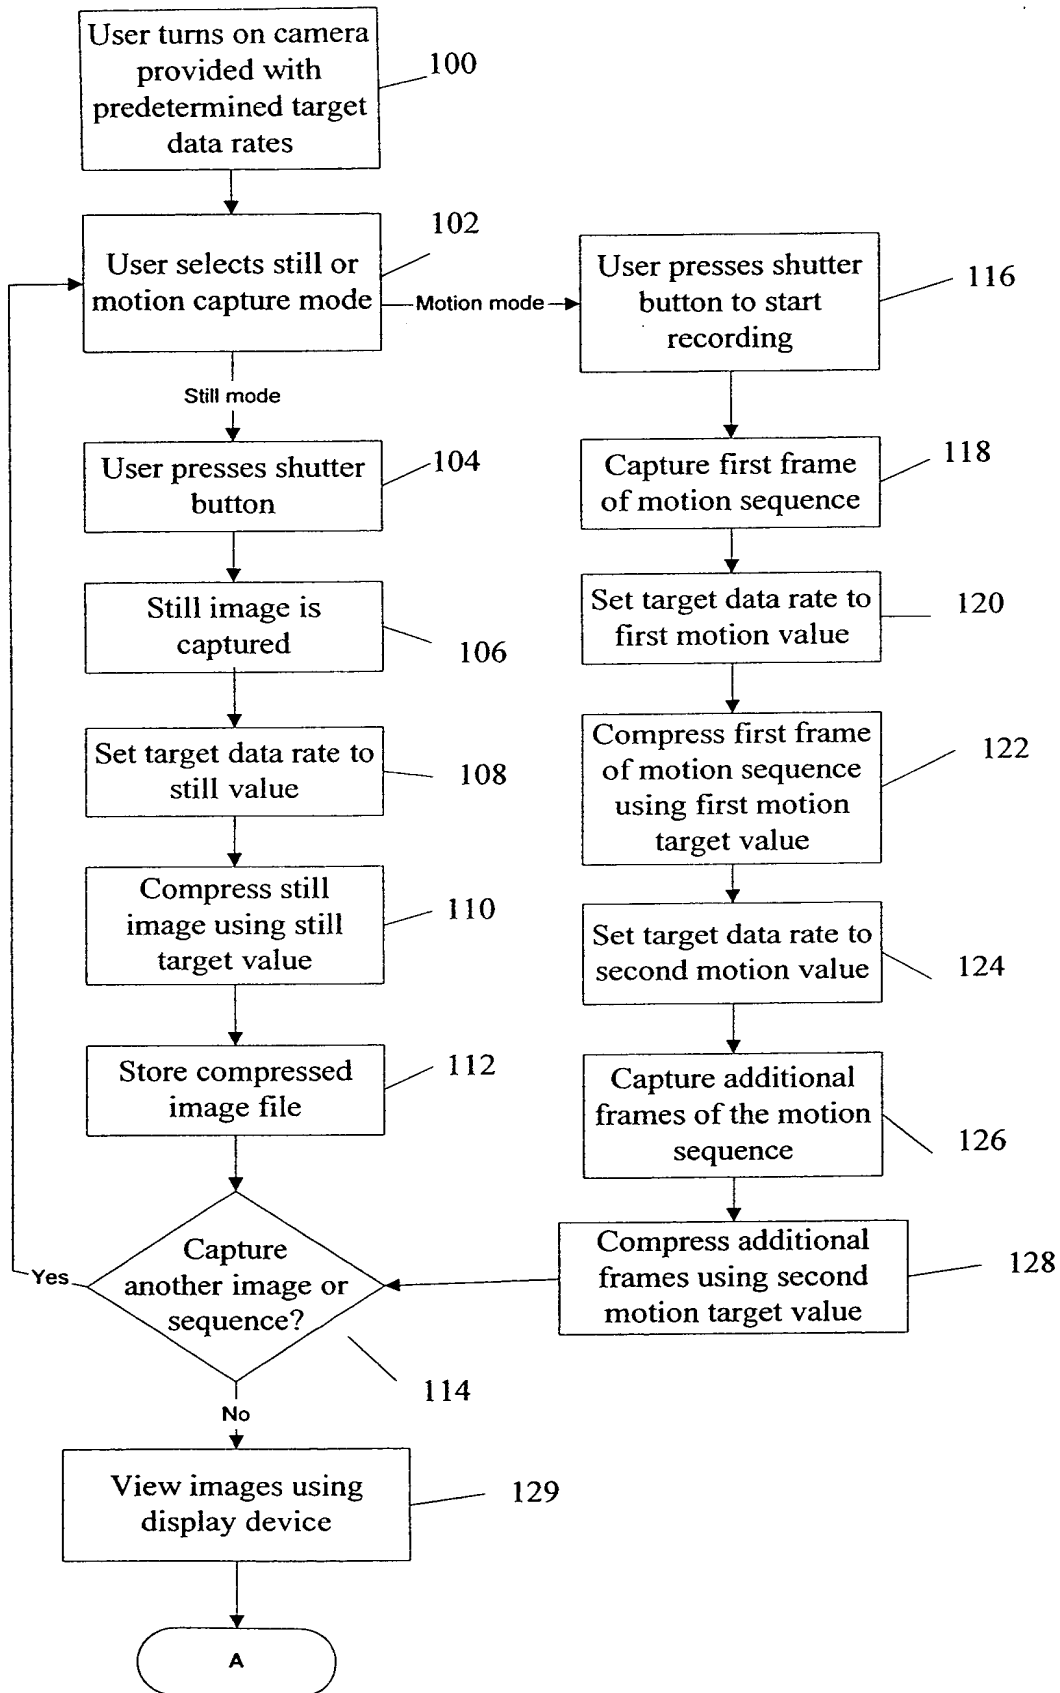 User turns on camera
provided with
predetermined target
data rates
100
User selects still or
motion capture mode
102
Motion mode
Still mode
User presses shutter
button
104
Still image is
captured
106
Set target data rate to
still value
108
Compress still
image using still
target value
110
Store compressed
image file
112
Capture
another image or
sequence?
114
Yes
No
View images using
display device
129
A
User presses shutter
button to start
recording
116
Capture first frame
of motion sequence
118
Set target data rate to
first motion value
120
Compress first frame
of motion sequence
using first motion
target value
122
Set target data rate to
second motion value
124
Capture additional
frames of the motion
sequence
126
Compress additional
frames using second
motion target value
128